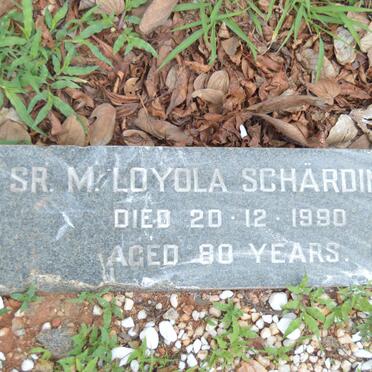 SR. M. LOYOLA SCHÄRDIN
DIED 20·12·1990
AGED 80 YEARS.